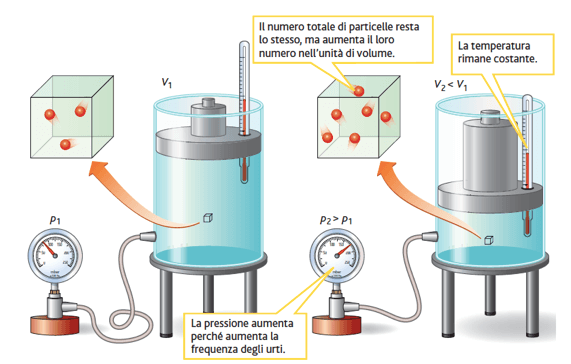 Il numero totale di particelle resta
lo stesso, ma aumenta il loro
numero nell'unità di volume.
La temperatura
rimane costante.
V1
V2 < V1
p1
p2 > p1
La pressione aumenta
perché aumenta la
frequenza degli urti.